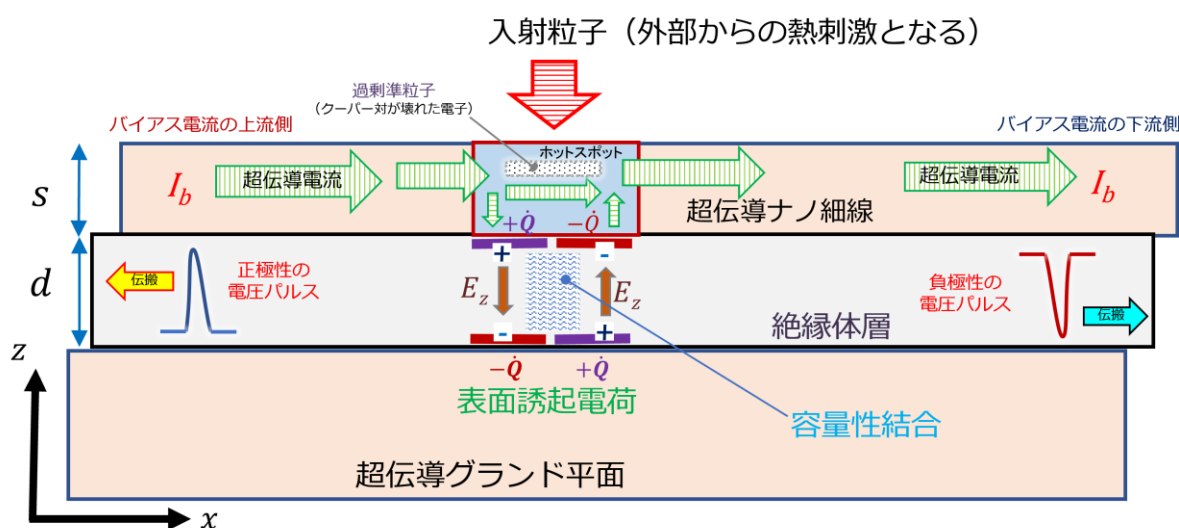 入射粒子（外部からの熱刺激となる）
過剰準粒子
（クーパー対が壊れた電子）
バイアス電流の上流側
バイアス電流の下流側
ホットスポット
s
I_b
超伝導電流
超伝導電流
I_b
超伝導ナノ細線
+Q̇
−Q̇
+
-
d
伝搬
正極性の
電圧パルス
E_z
E_z
負極性の
電圧パルス
伝搬
絶縁体層
-
+
z
−Q̇
+Q̇
表面誘起電荷
容量性結合
超伝導グランド平面
x